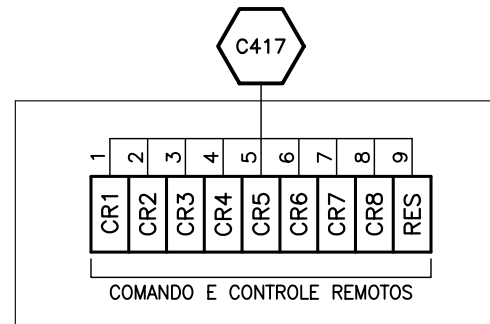 C417
1 2 3 4 5 6 7 8 9
CR1 CR2 CR3 CR4 CR5 CR6 CR7 CR8 RES
COMANDO E CONTROLE REMOTOS